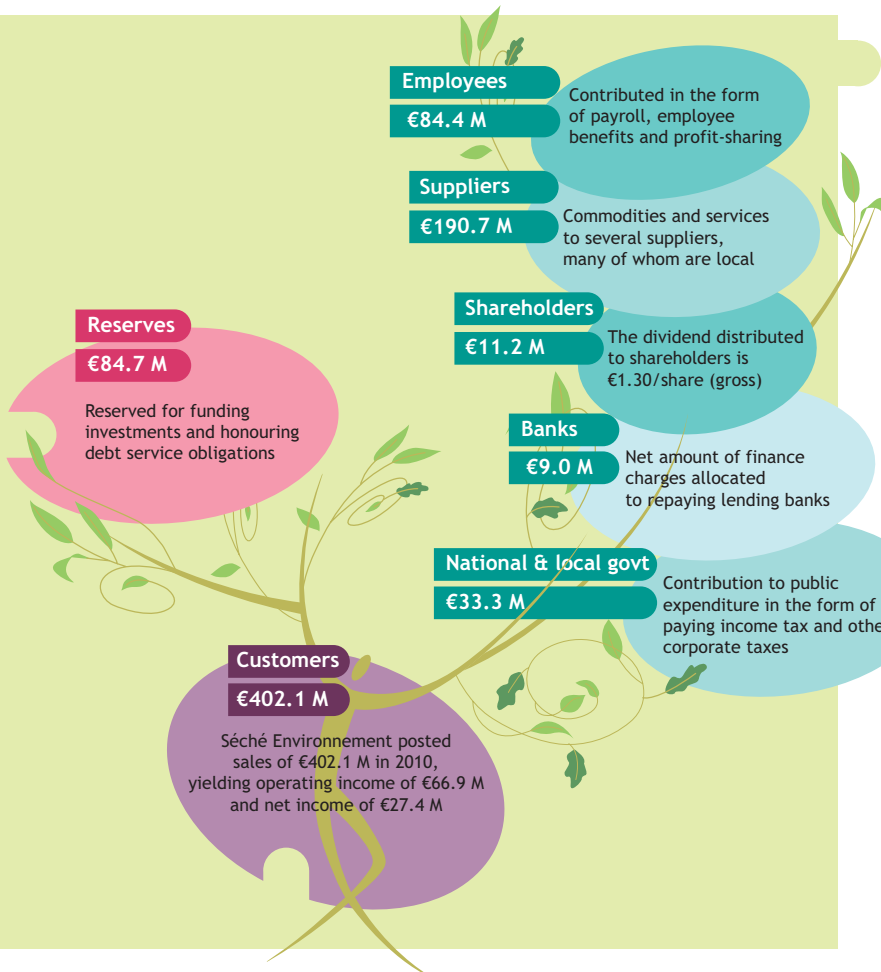 Employees
€84.4 M
Contributed in the form
of payroll, employee
benefits and profit-sharing
Suppliers
€190.7 M
Commodities and services
to several suppliers,
many of whom are local
Shareholders
€11.2 M
The dividend distributed
to shareholders is
€1.30/share (gross)
Reserves
€84.7 M
Reserved for funding
investments and honouring
debt service obligations
Banks
€9.0 M
Net amount of finance
charges allocated
to repaying lending banks
National & local govt
€33.3 M
Contribution to public
expenditure in the form of
paying income tax and othe
corporate taxes
Customers
€402.1 M
Séché Environnement posted
sales of €402.1 M in 2010,
yielding operating income of €66.9 M
and net income of €27.4 M